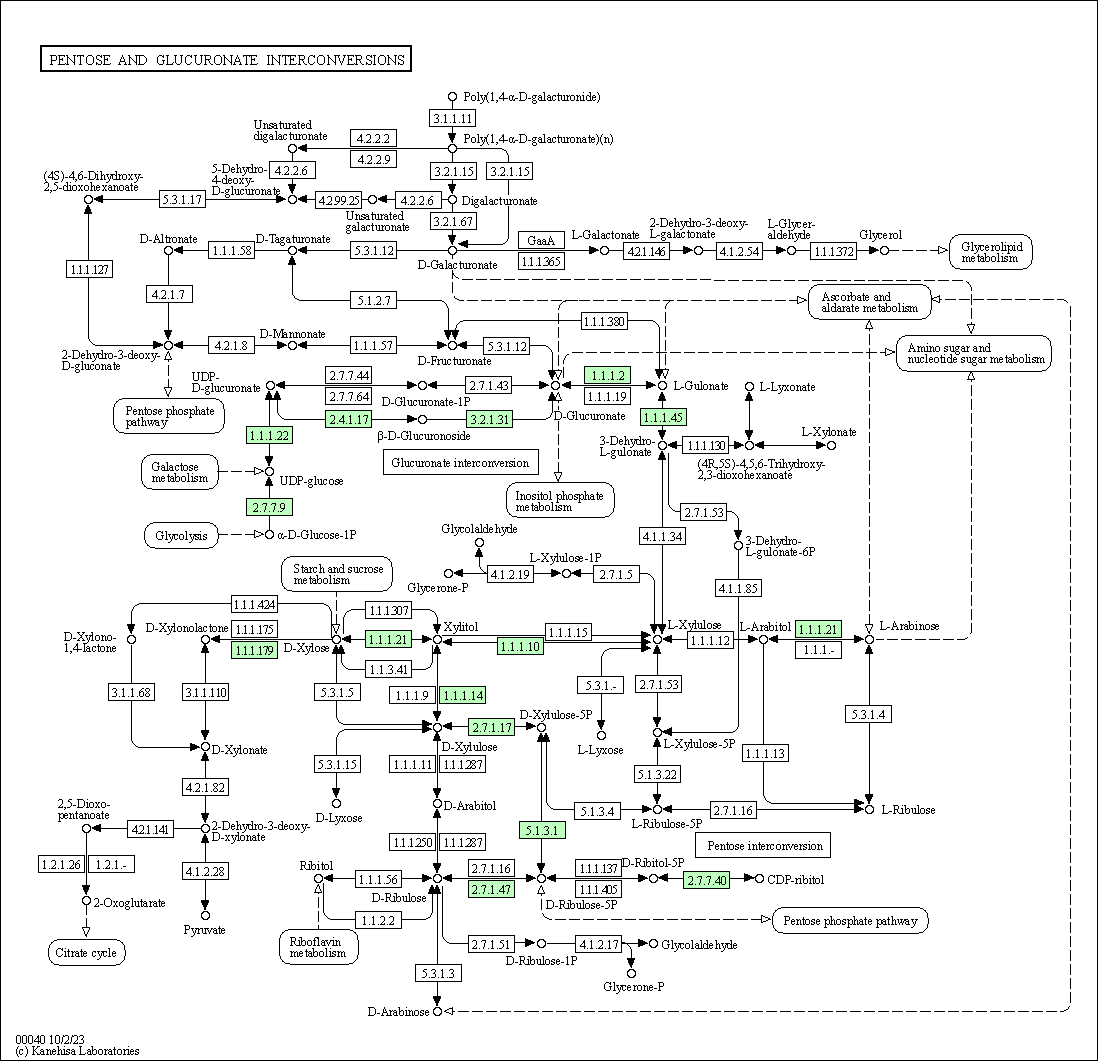 PENTOSE AND GLUCURONATE INTERCONVERSIONS
Poly(1,4-α-D-galacturonide)
3.1.1.11
Unsaturated
digalacturonate
4.2.2.2
Poly(1,4-α-D-galacturonate)(n)
4.2.2.9
5-Dehydro-
4-deoxy-
D-glucuronate
4.2.2.6
3.2.1.15
3.2.1.15
(4S)-4,6-Dihydroxy-
2,5-dioxohexanoate
5.3.1.17
4.2.99.25
4.2.2.6
Digalacturonate
Unsaturated
galacturonate
3.2.1.67
D-Altronate
1.1.1.58
D-Tagaturonate
5.3.1.12
D-Galacturonate
GaaA
1.1.1.365
L-Galactonate
4.2.1.146
2-Dehydro-3-deoxy-
L-galactonate
4.1.2.54
L-Glycer-
aldehyde
1.1.1.372
Glycerol
Glycerolipid
metabolism
1.1.1.127
4.2.1.7
5.1.2.7
Ascorbate and
aldarate metabolism
1.1.1.380
2-Dehydro-3-deoxy-
D-gluconate
4.2.1.8
D-Mannonate
1.1.1.57
D-Fructuronate
5.3.1.12
Amino sugar and
nucleotide sugar metabolism
UDP-
D-glucuronate
2.7.7.44
2.7.7.64
D-Glucuronate-1P
2.7.1.43
D-Glucuronate
1.1.1.2
1.1.1.19
L-Gulonate
L-Lyxonate
Pentose phosphate
pathway
2.4.1.17
β-D-Glucuronoside
3.2.1.31
1.1.1.45
1.1.1.22
3-Dehydro-
L-gulonate
1.1.1.130
L-Xylonate
(4R,5S)-4,5,6-Trihydroxy-
2,3-dioxohexanoate
Glucuronate interconversion
Galactose
metabolism
UDP-glucose
Inositol phosphate
metabolism
2.7.7.9
2.7.1.53
Glycolysis
α-D-Glucose-1P
Glycolaldehyde
4.1.1.34
3-Dehydro-
L-gulonate-6P
L-Xylulose-1P
Starch and sucrose
metabolism
Glycerone-P
4.1.2.19
2.7.1.5
4.1.1.85
1.1.1.424
1.1.1.307
D-Xylono-
1,4-lactone
D-Xylonolactone
1.1.1.175
1.1.1.179
D-Xylose
1.1.1.21
Xylitol
1.1.1.15
1.1.1.10
L-Xylulose
1.1.1.12
L-Arabitol
1.1.1.21
1.1.1.-
L-Arabinose
1.1.3.41
3.1.1.68
3.1.1.110
5.3.1.5
1.1.1.9
1.1.1.14
5.3.1.-
2.7.1.53
5.3.1.4
2.7.1.17
D-Xylulose-5P
D-Xylonate
D-Xylulose
L-Lyxose
L-Xylulose-5P
1.1.1.13
5.3.1.15
1.1.1.11
1.1.1.287
5.1.3.22
4.2.1.82
D-Lyxose
D-Arabitol
5.1.3.4
L-Ribulose-5P
2.7.1.16
L-Ribulose
2,5-Dioxo-
pentanoate
4.2.1.141
2-Dehydro-3-deoxy-
D-xylonate
5.1.3.1
1.1.1.250
1.1.1.287
Pentose interconversion
1.2.1.26
1.2.1.-
4.1.2.28
Ribitol
1.1.1.56
D-Ribulose
2.7.1.16
2.7.1.47
D-Ribulose-5P
1.1.1.137
1.1.1.405
D-Ribitol-5P
2.7.7.40
CDP-ribitol
2-Oxoglutarate
Pyruvate
1.1.2.2
Pentose phosphate pathway
Citrate cycle
Riboflavin
metabolism
2.7.1.51
D-Ribulose-1P
4.1.2.17
Glycolaldehyde
5.3.1.3
Glycerone-P
D-Arabinose
00040 10/2/23
(c) Kanehisa Laboratories